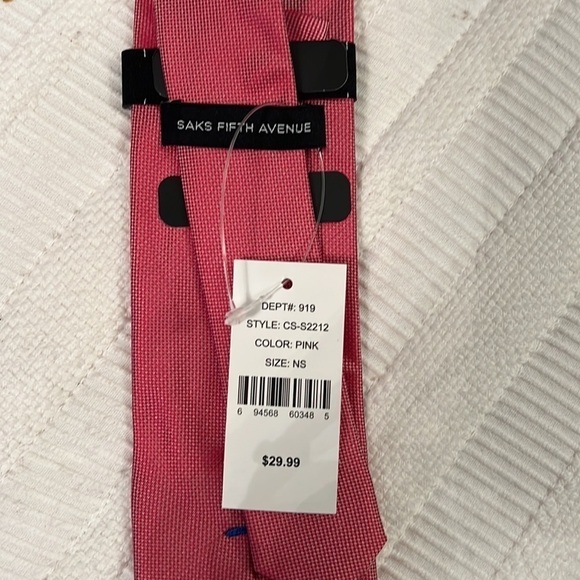 SAKS FIFTH AVENUE
DEPT#: 919
STYLE: CS-S2212
COLOR: PINK
SIZE: NS
6 94568 60348 5
$29.99